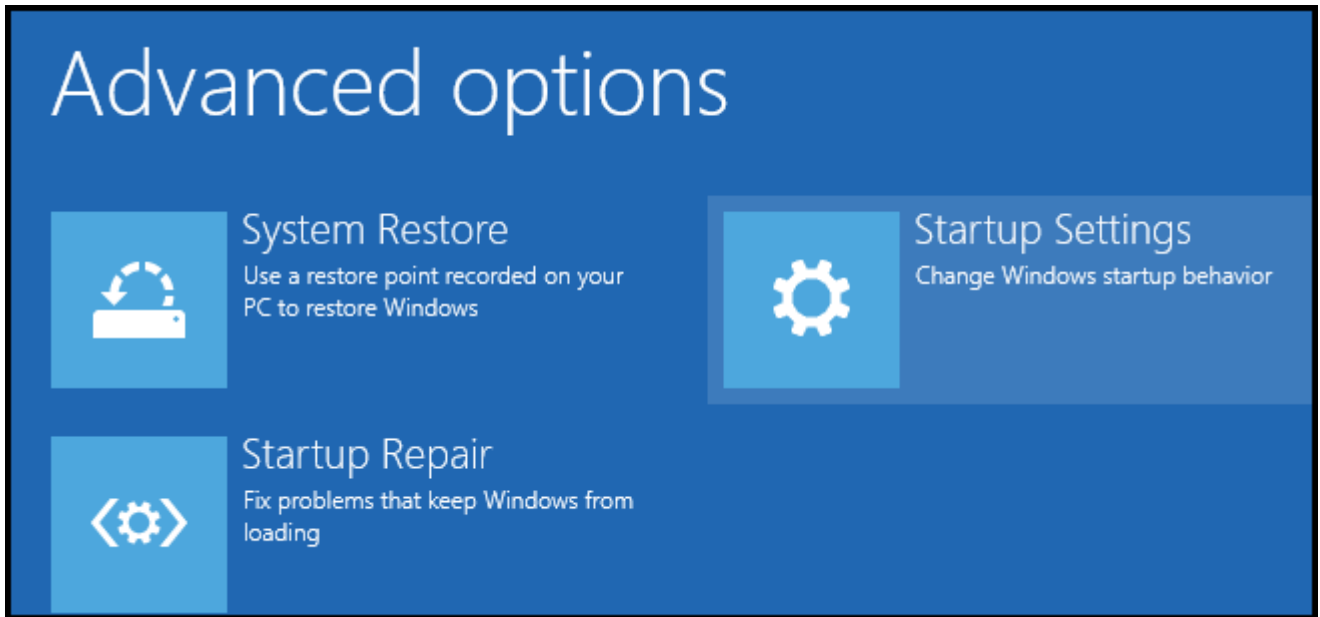 Advanced options
System Restore
Use a restore point recorded on your
PC to restore Windows
Startup Settings
Change Windows startup behavior
Startup Repair
Fix problems that keep Windows from
loading